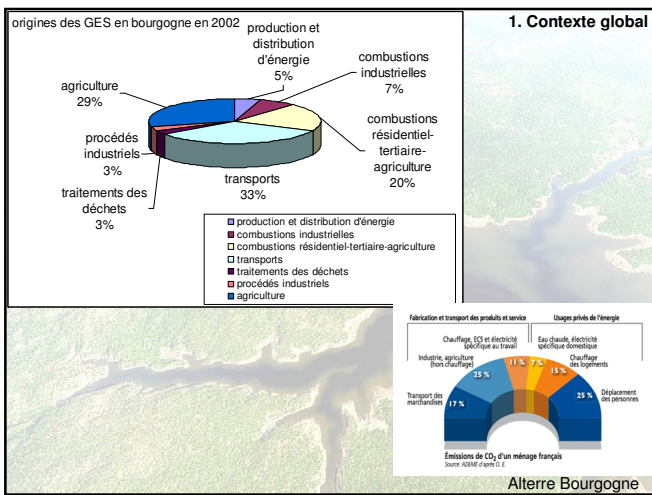 origines des GES en bourgogne en 2002
1. Contexte global
production et
distribution
d'énergie
5%
combustions
industrielles
7%
combustions
résidentiel-
tertiaire-
agriculture
20%
transports
33%
traitements des
déchets
3%
procédés
industriels
3%
agriculture
29%
production et distribution d'énergie
combustions industrielles
combustions résidentiel-tertiaire-agriculture
transports
traitements des déchets
procédés industriels
agriculture
Fabrication et transport des produits et service
Usages privés de l'énergie
Chauffage, ECS et électricité
spécifique au travail
Eau chaude, électricité
spécifique domestique
Industrie, agriculture
(hors chauffage)
Chauffage
des logements
Transport des
marchandises
Déplacement
des personnes
17 %
25 %
11 %
7 %
15 %
25 %
Émissions de CO2 d'un ménage français
Source: ADEME d'après O. E.
Alterre Bourgogne